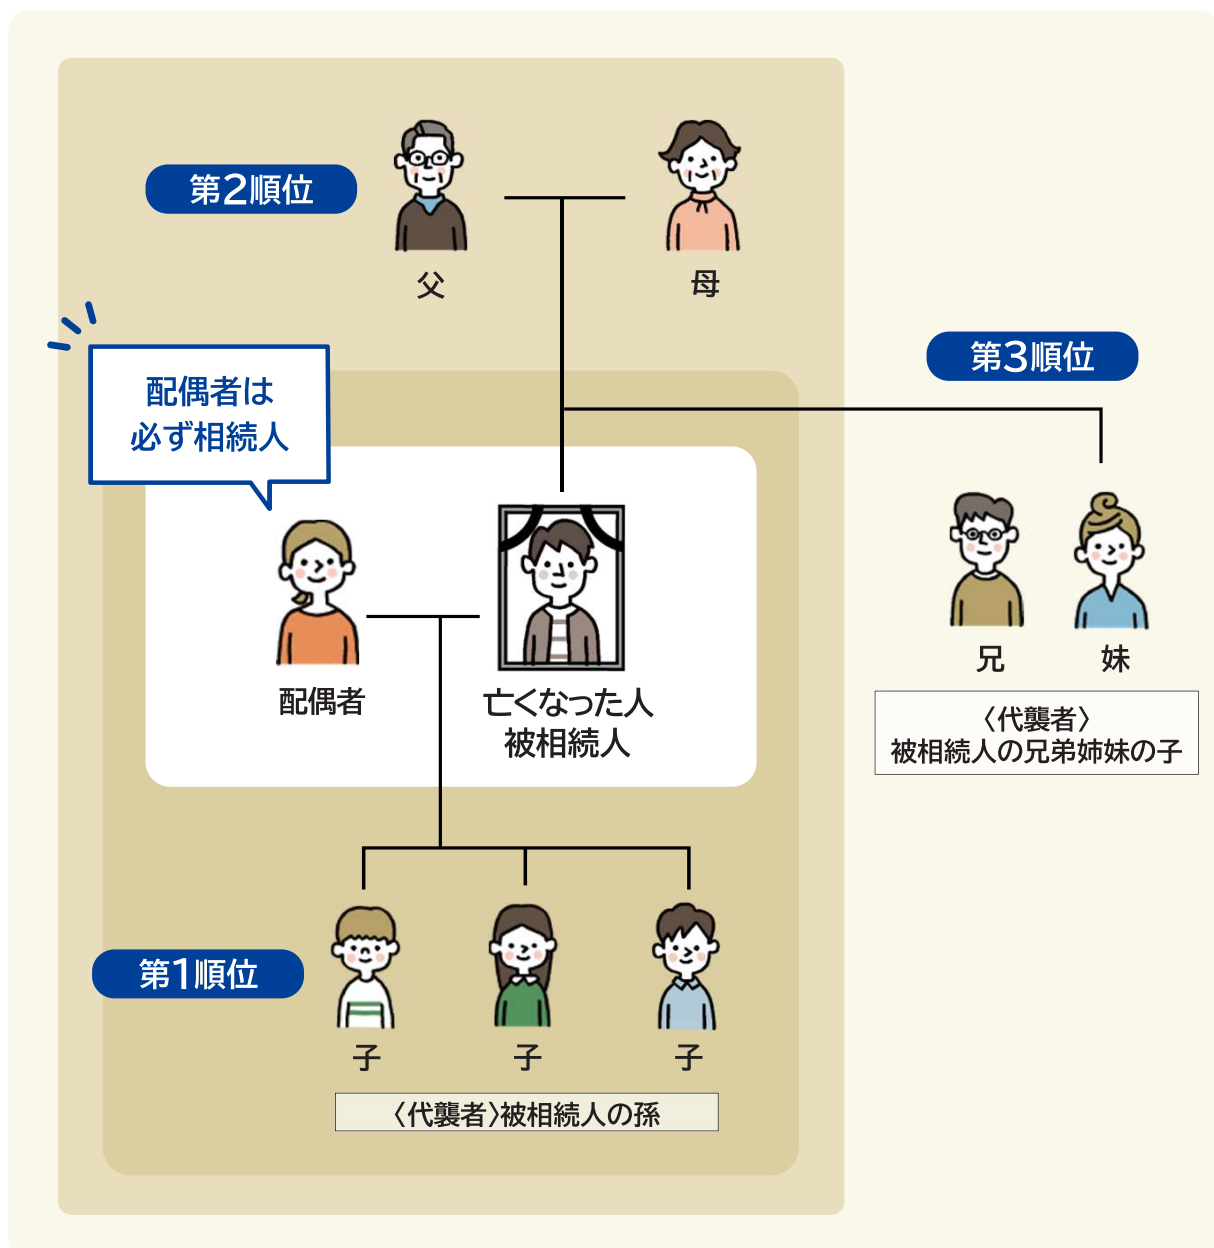 第2順位
父
母
第3順位
配偶者は
必ず相続人
兄
妹
〈代襲者〉
被相続人の兄弟姉妹の子
配偶者
亡くなった人
被相続人
第1順位
子
子
子
〈代襲者〉被相続人の孫